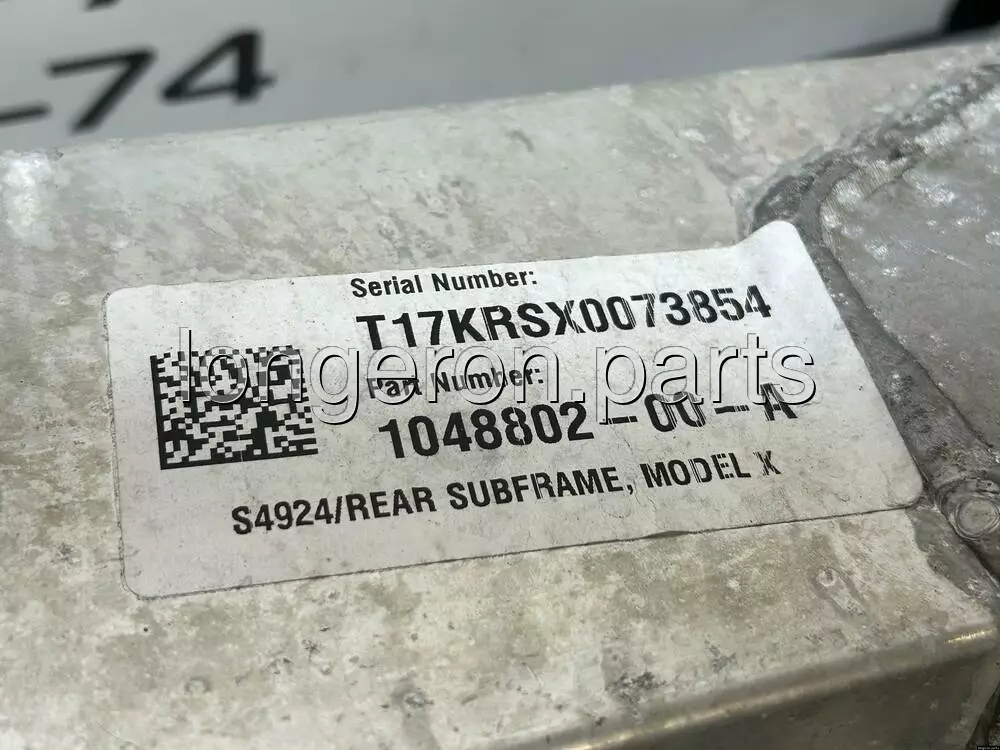 -74
Serial Number:
T17KRSX0073854
longeron.parts
Part Number:
1048802-00-A
S4924/REAR SUBFRAME, MODEL X